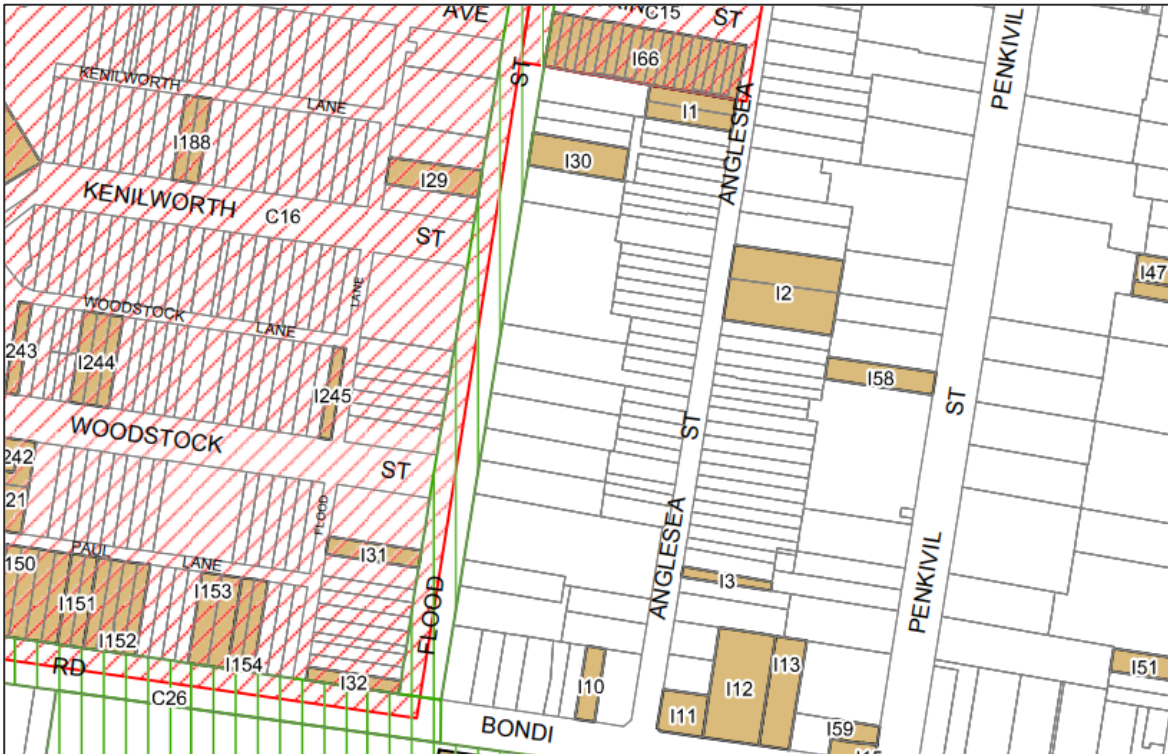 AVE
C15
ST
I66
PENKIVIL
KENILWORTH
LANE
ST
I1
ANGLESEA
I188
I30
I29
KENILWORTH
C16
ST
I47
LANE
I2
WOODSTOCK
LANE
243
I244
I245
I58
ST
ST
WOODSTOCK
ST
242
21
FLOOD
ANGLESEA
PENKIVIL
PAUL
LANE
I31
150
I153
I3
I151
I152
I154
FLOOD
I13
I51
RD
I32
C26
I10
I12
I11
BONDI
I59